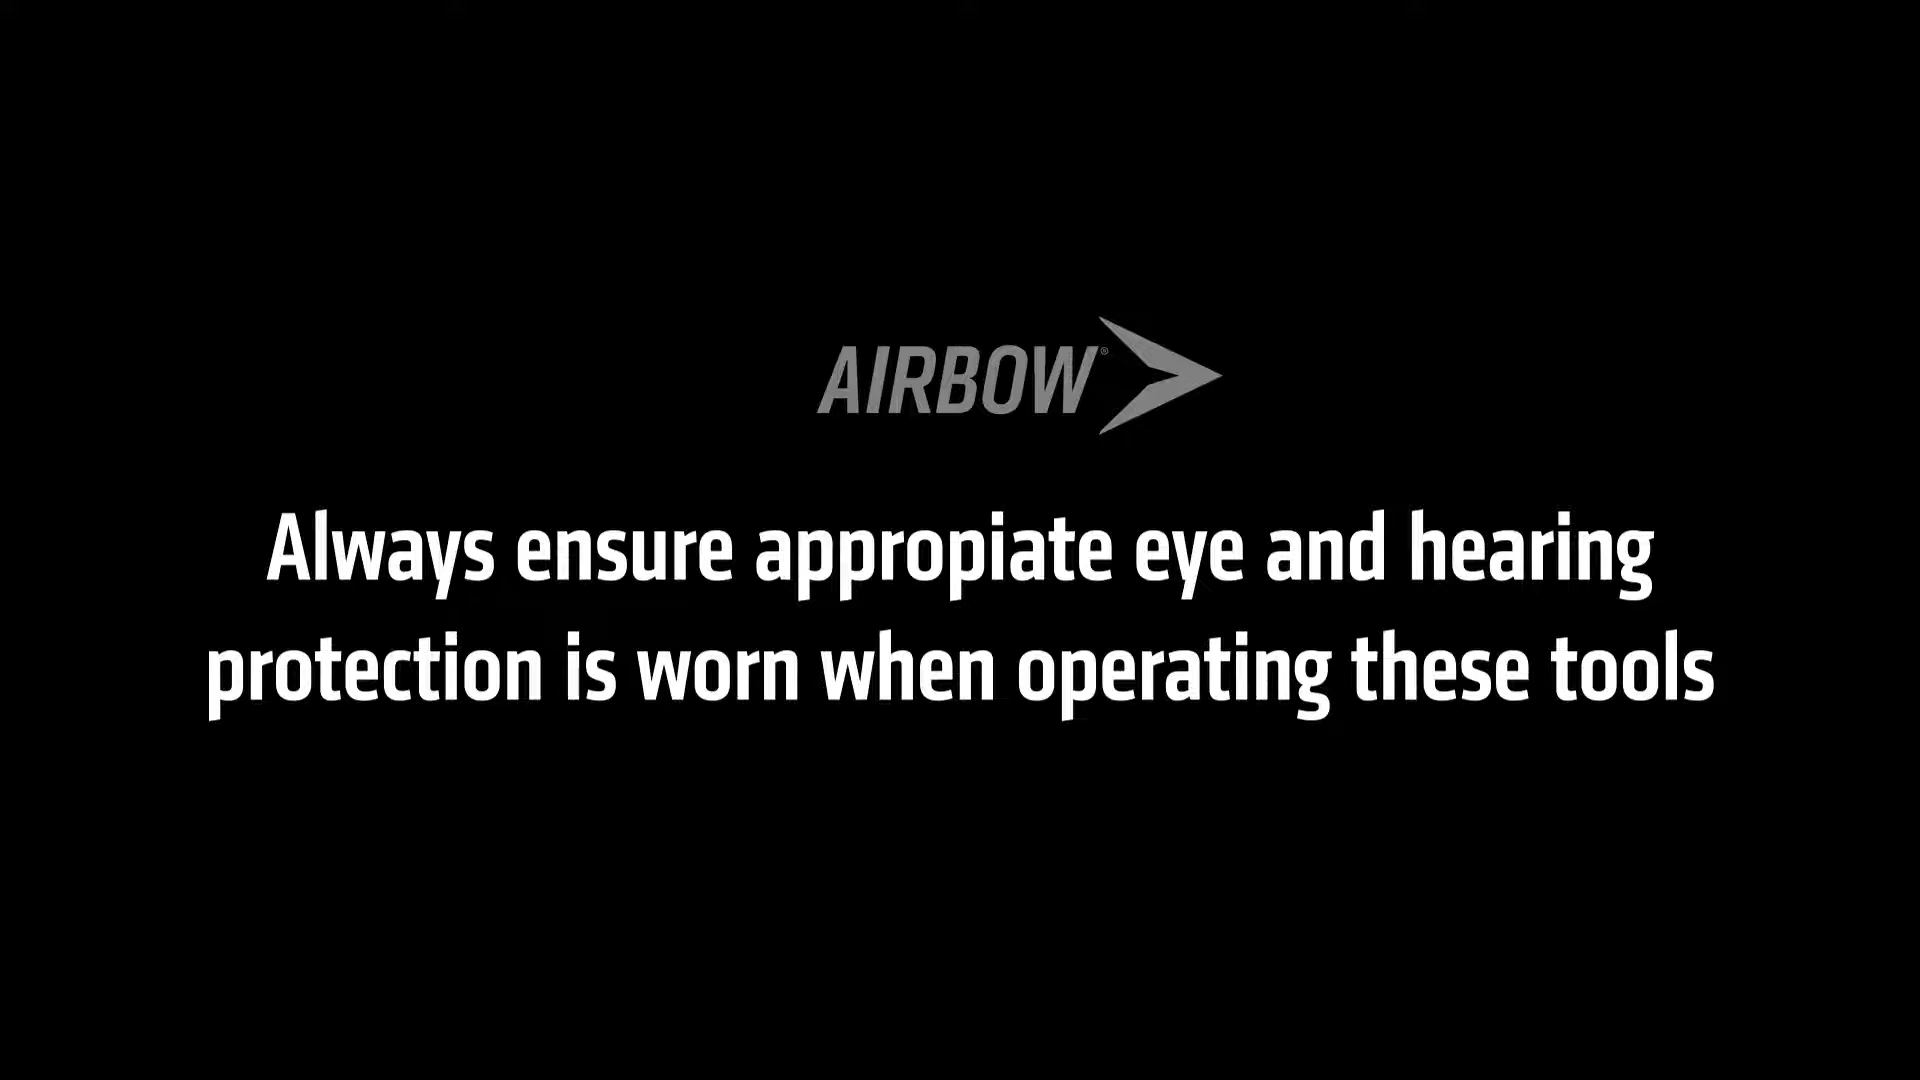 AIRBOW®
Always ensure appropiate eye and hearing
protection is worn when operating these tools